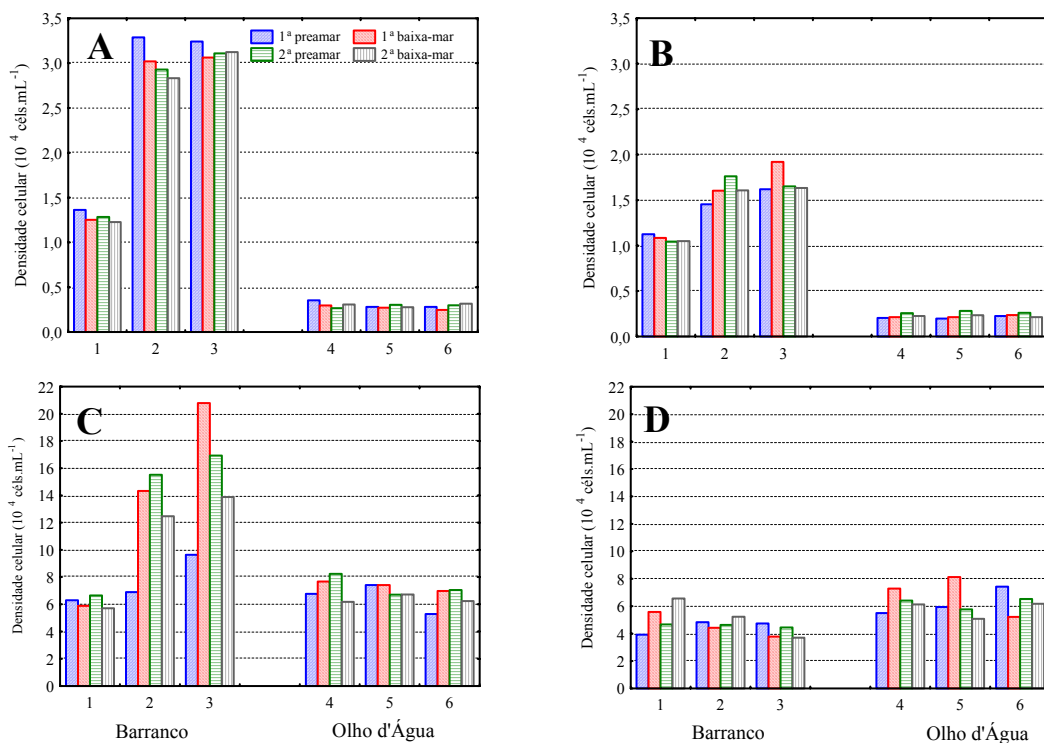 A
1ª preamar 1ª baixa-mar
2ª preamar 2ª baixa-mar
Densidade celular (10⁴ céls.mL⁻¹)
3,5
3,0
2,5
2,0
1,5
1,0
0,5
0,0
1 2 3 4 5 6
B
Densidade celular (10⁴ céls.mL⁻¹)
3,5
3,0
2,5
2,0
1,5
1,0
0,5
0,0
1 2 3 4 5 6
C
Densidade celular (10⁴ céls.mL⁻¹)
22
20
18
16
14
12
10
8
6
4
2
0
1 2 3 4 5 6
Barranco Olho d'Água
D
Densidade celular (10⁴ céls.mL⁻¹)
22
20
18
16
14
12
10
8
6
4
2
0
1 2 3 4 5 6
Barranco Olho d'Água